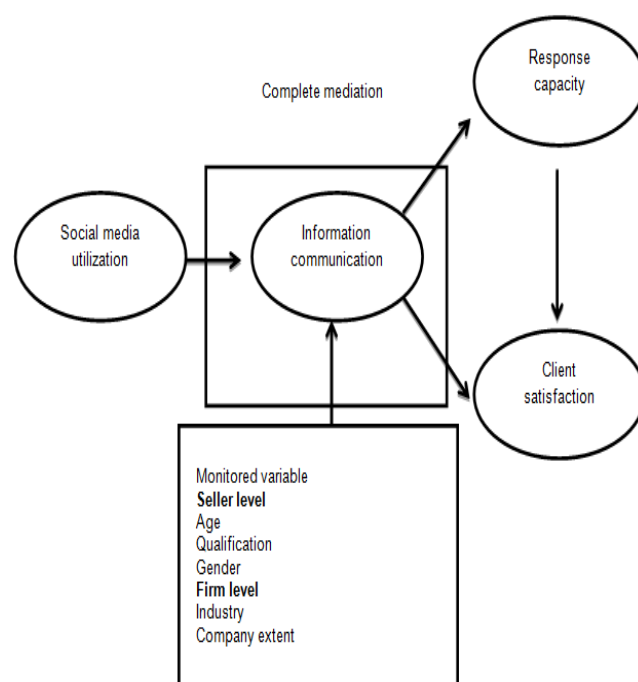 Response
capacity
Complete mediation
Social media
utilization
Information
communication
Client
satisfaction
Monitored variable
Seller level
Age
Qualification
Gender
Firm level
Industry
Company extent